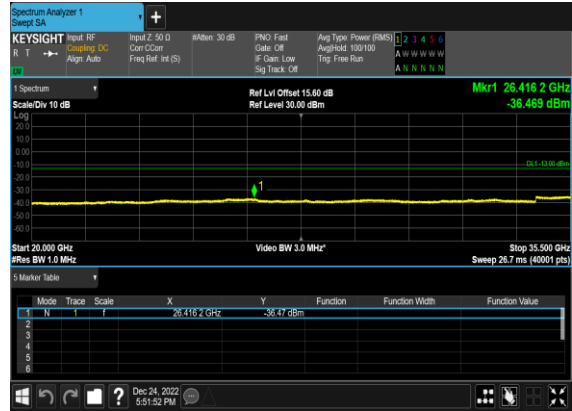 Spectrum Analyzer 1
Swept SA
+
KEYSIGHT Input: RF Input Z: 50 Ω #Atten: 30 dB PNO: Fast Avg Type: Power (RMS) 1 2 3 4 5 6
R T Coupling: DC Corr CCorr Gate: Off Avg|Hold: 100/100 A W W W W W
Align: Auto Freq Ref: Int (S) IF Gain: Low Trig: Free Run
Sig Track: Off A N N N N N
1 Spectrum Ref Lvl Offset 15.60 dB Mkr1 26.416 2 GHz
Scale/Div 10 dB Ref Level 30.00 dBm -36.469 dBm
Log
20.0
10.0
0.00
-10.0 DL1 -13.00 dBm
-20.0
-30.0 1
-40.0
-50.0
-60.0
Start 20.000 GHz Video BW 3.0 MHz* Stop 35.500 GHz
#Res BW 1.0 MHz Sweep 26.7 ms (40001 pts)
5 Marker Table
Mode Trace Scale X Y Function Function Width Function Value
1 N 1 f 26.416 2 GHz -36.47 dBm
2
3
4
5
6
? Dec 24, 2022
5:51:52 PM